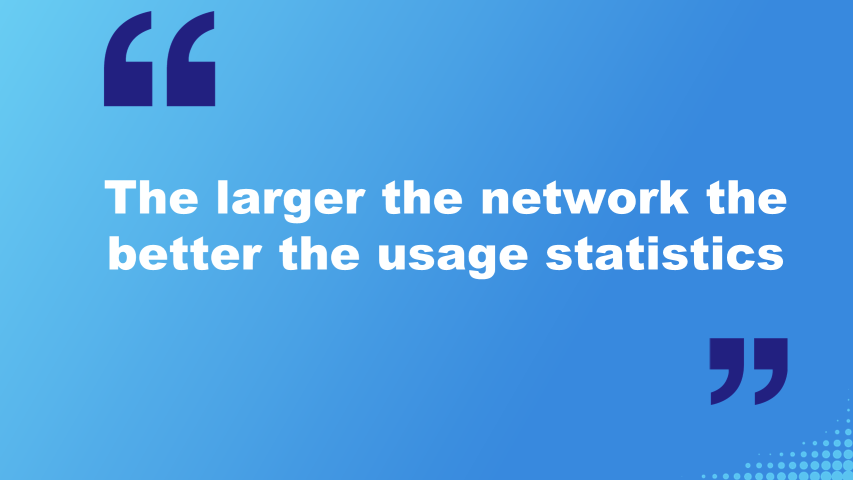 “
The larger the network the
better the usage statistics
”